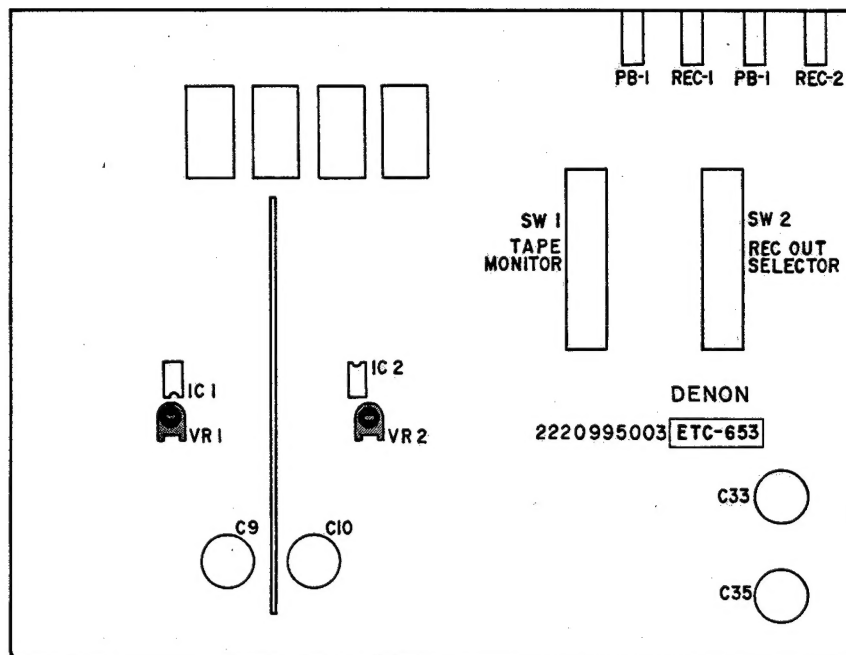 PB-1 REC-1 PB-1 REC-2
SW 1
TAPE
MONITOR
SW 2
REC OUT
SELECTOR
IC 1
VR 1
IC 2
VR 2
DENON
2220995003 ETC-653
C9
C10
C33
C35